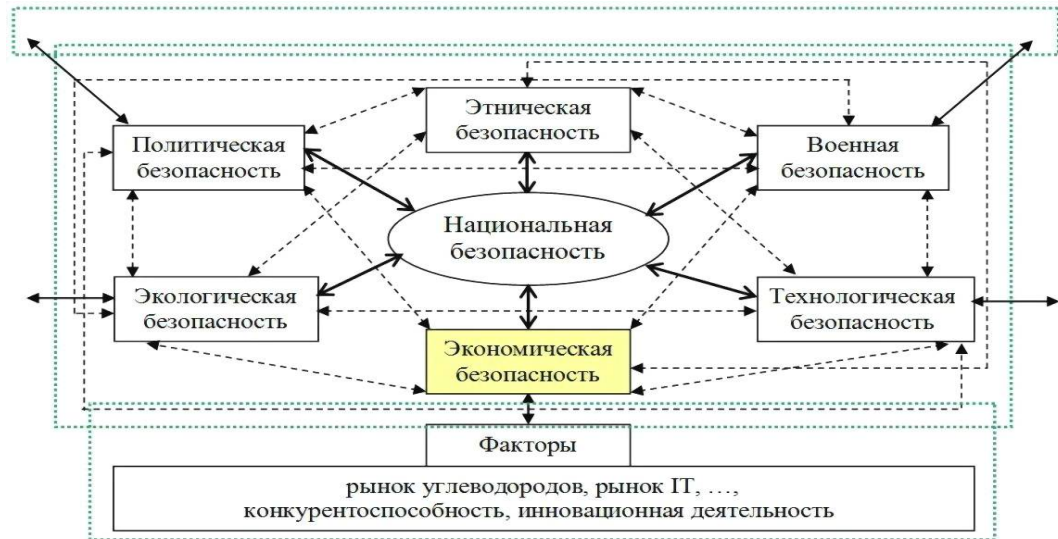 Этническая
безопасность
Политическая
безопасность
Военная
безопасность
Национальная
безопасность
Экологическая
безопасность
Технологическая
безопасность
Экономическая
безопасность
Факторы
рынок углеводородов, рынок IT, …,
конкурентоспособность, инновационная деятельность